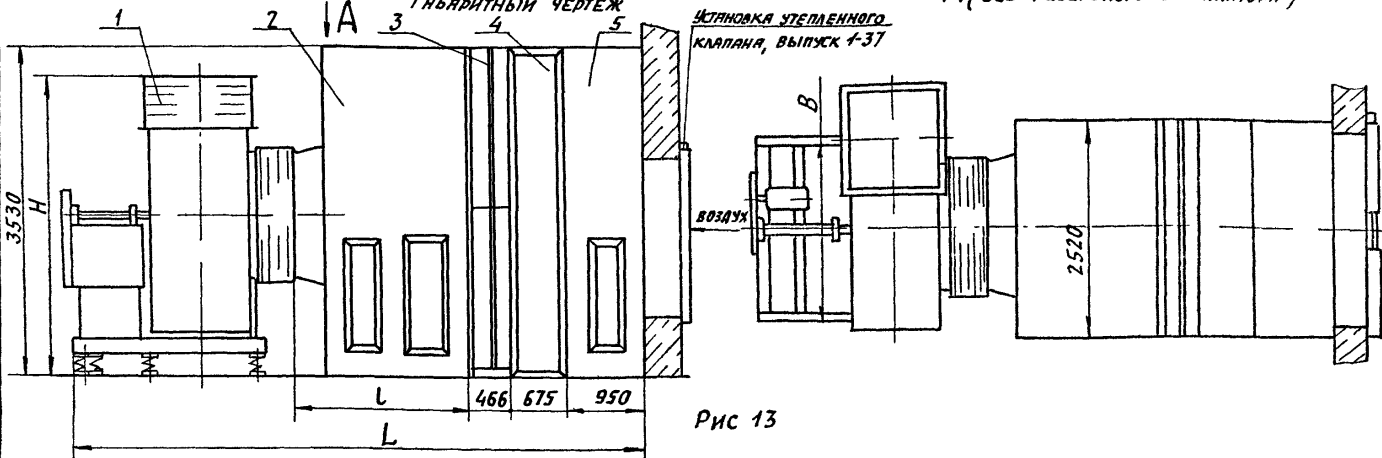 ГАБАРИТНЫЙ ЧЕРТЕЖ
1
2
А
3
4
5
УСТАНОВКА УТЕПЛЕННОГО
КЛАПАНА, ВЫПУСК 1-37
3530
Н
ВОЗДУХ
В
2520
l
466
675
950
L
Рис 13